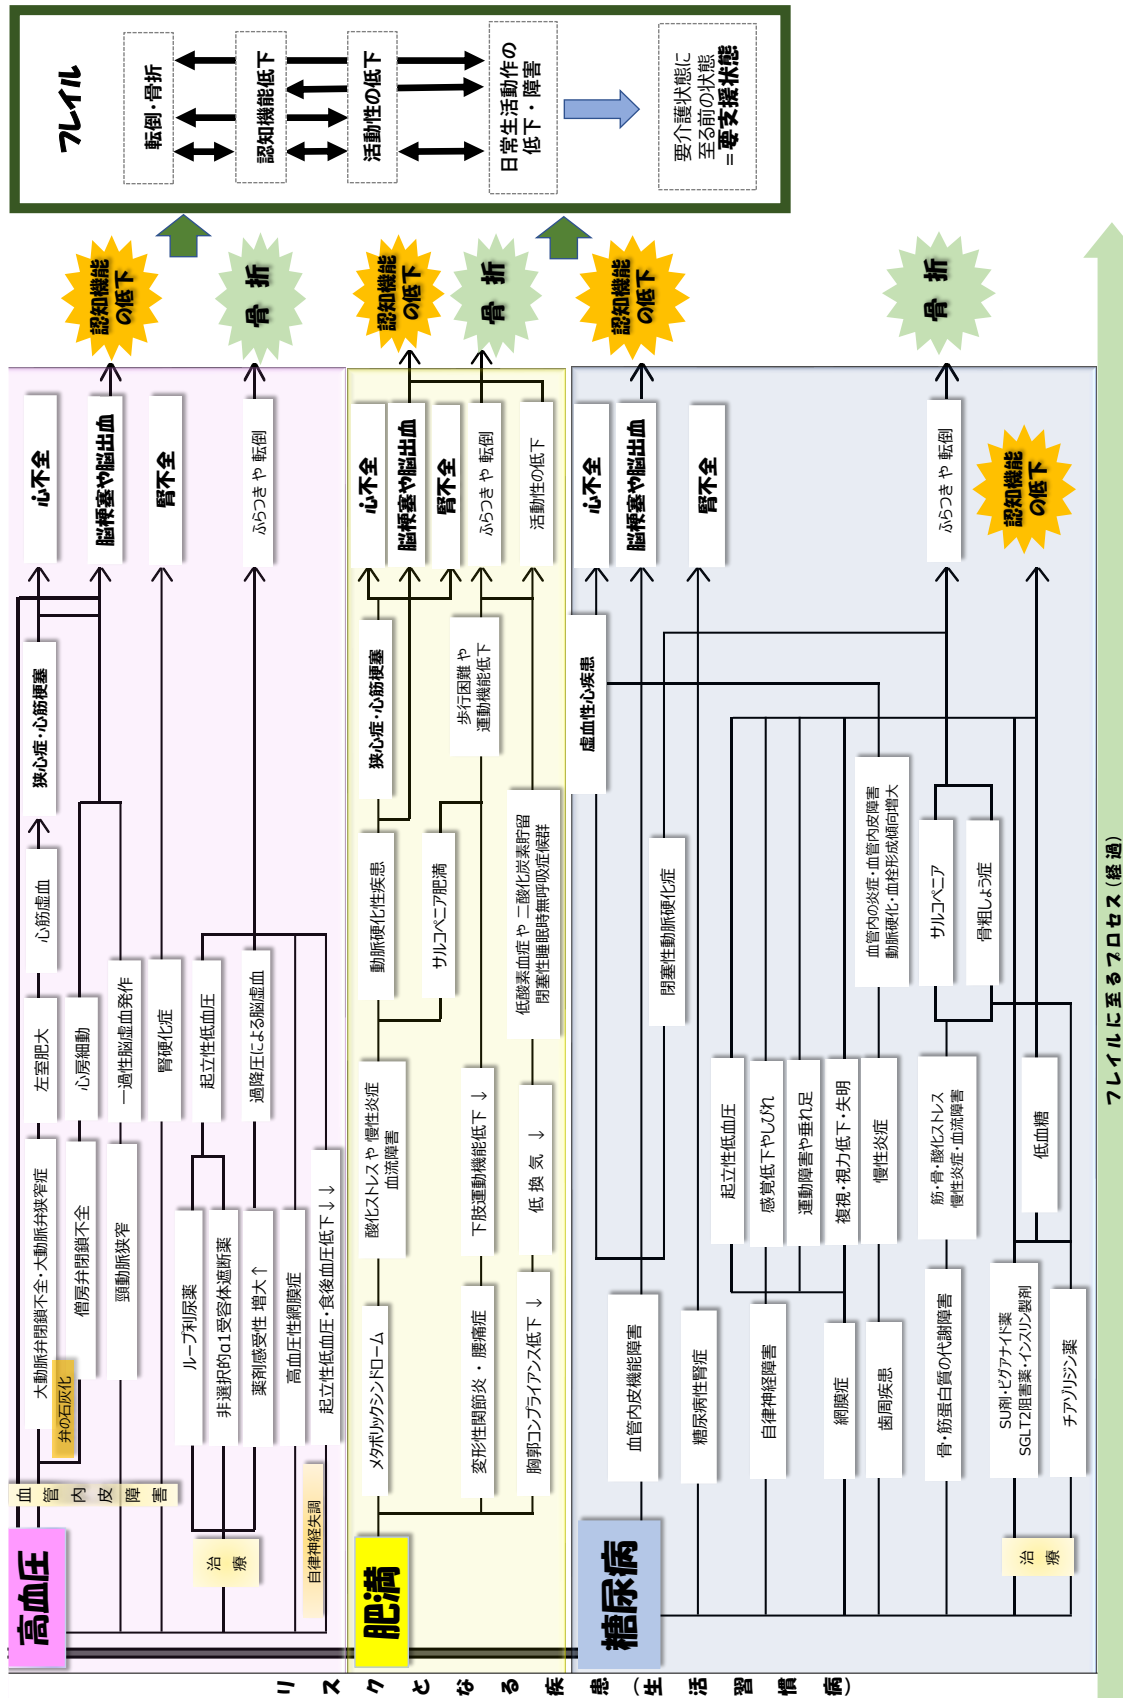 リスクとなる疾患(生活習慣病)
高血圧
血管内皮障害
大動脈弁閉鎖不全・大動脈弁狭窄症
弁の石灰化
左室肥大
心筋虚血
狭心症・心筋梗塞
心不全
僧房弁閉鎖不全
心房細動
脳梗塞や脳出血
認知機能
の低下
頸動脈狭窄
一過性脳虚血発作
腎硬化症
腎不全
治療
ループ利尿薬
非選択的α1受容体遮断薬
薬剤感受性 増大↑
起立性低血圧
過降圧による脳虚血
ふらつき や 転倒
骨 折
高血圧性網膜症
自律神経失調
起立性低血圧・食後血圧低下↓↓
肥満
メタボリックシンドローム
酸化ストレスや 慢性炎症
血流障害
動脈硬化性疾患
狭心症・心筋梗塞
心不全
脳梗塞や脳出血
腎不全
認知機能
の低下
サルコペニア肥満
変形性関節炎 ・ 腰痛症
下肢運動機能低下 ↓
歩行困難 や
運動機能低下
ふらつき や 転倒
骨 折
胸郭コンプライアンス低下 ↓
低 換 気 ↓
低酸素血症 や 二酸化炭素貯留
閉塞性睡眠時無呼吸症候群
活動性の低下
糖尿病
血管内皮機能障害
虚血性心疾患
心不全
閉塞性動脈硬化症
脳梗塞や脳出血
認知機能
の低下
糖尿病性腎症
腎不全
自律神経障害
起立性低血圧
感覚低下やしびれ
運動障害や垂れ足
網膜症
複視・視力低下・失明
歯周疾患
慢性炎症
血管内の炎症・血管内皮障害
動脈硬化・血栓形成傾向増大
骨・筋蛋白質の代謝障害
筋・骨・酸化ストレス
慢性炎症・血流障害
サルコペニア
骨粗しょう症
ふらつき や 転倒
骨 折
治療
SU剤・ビグアナイド薬
SGLT2阻害薬・インスリン製剤
低血糖
認知機能
の低下
チアゾリジン薬
フレイルに至るプロセス(経過)
フレイル
転倒・骨折
認知機能低下
活動性の低下
日常生活動作の
低下・障害
要介護状態に
至る前の状態
=要支援状態